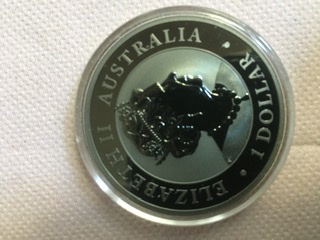 ELIZABETH II AUSTRALIA • 1 DOLLAR •